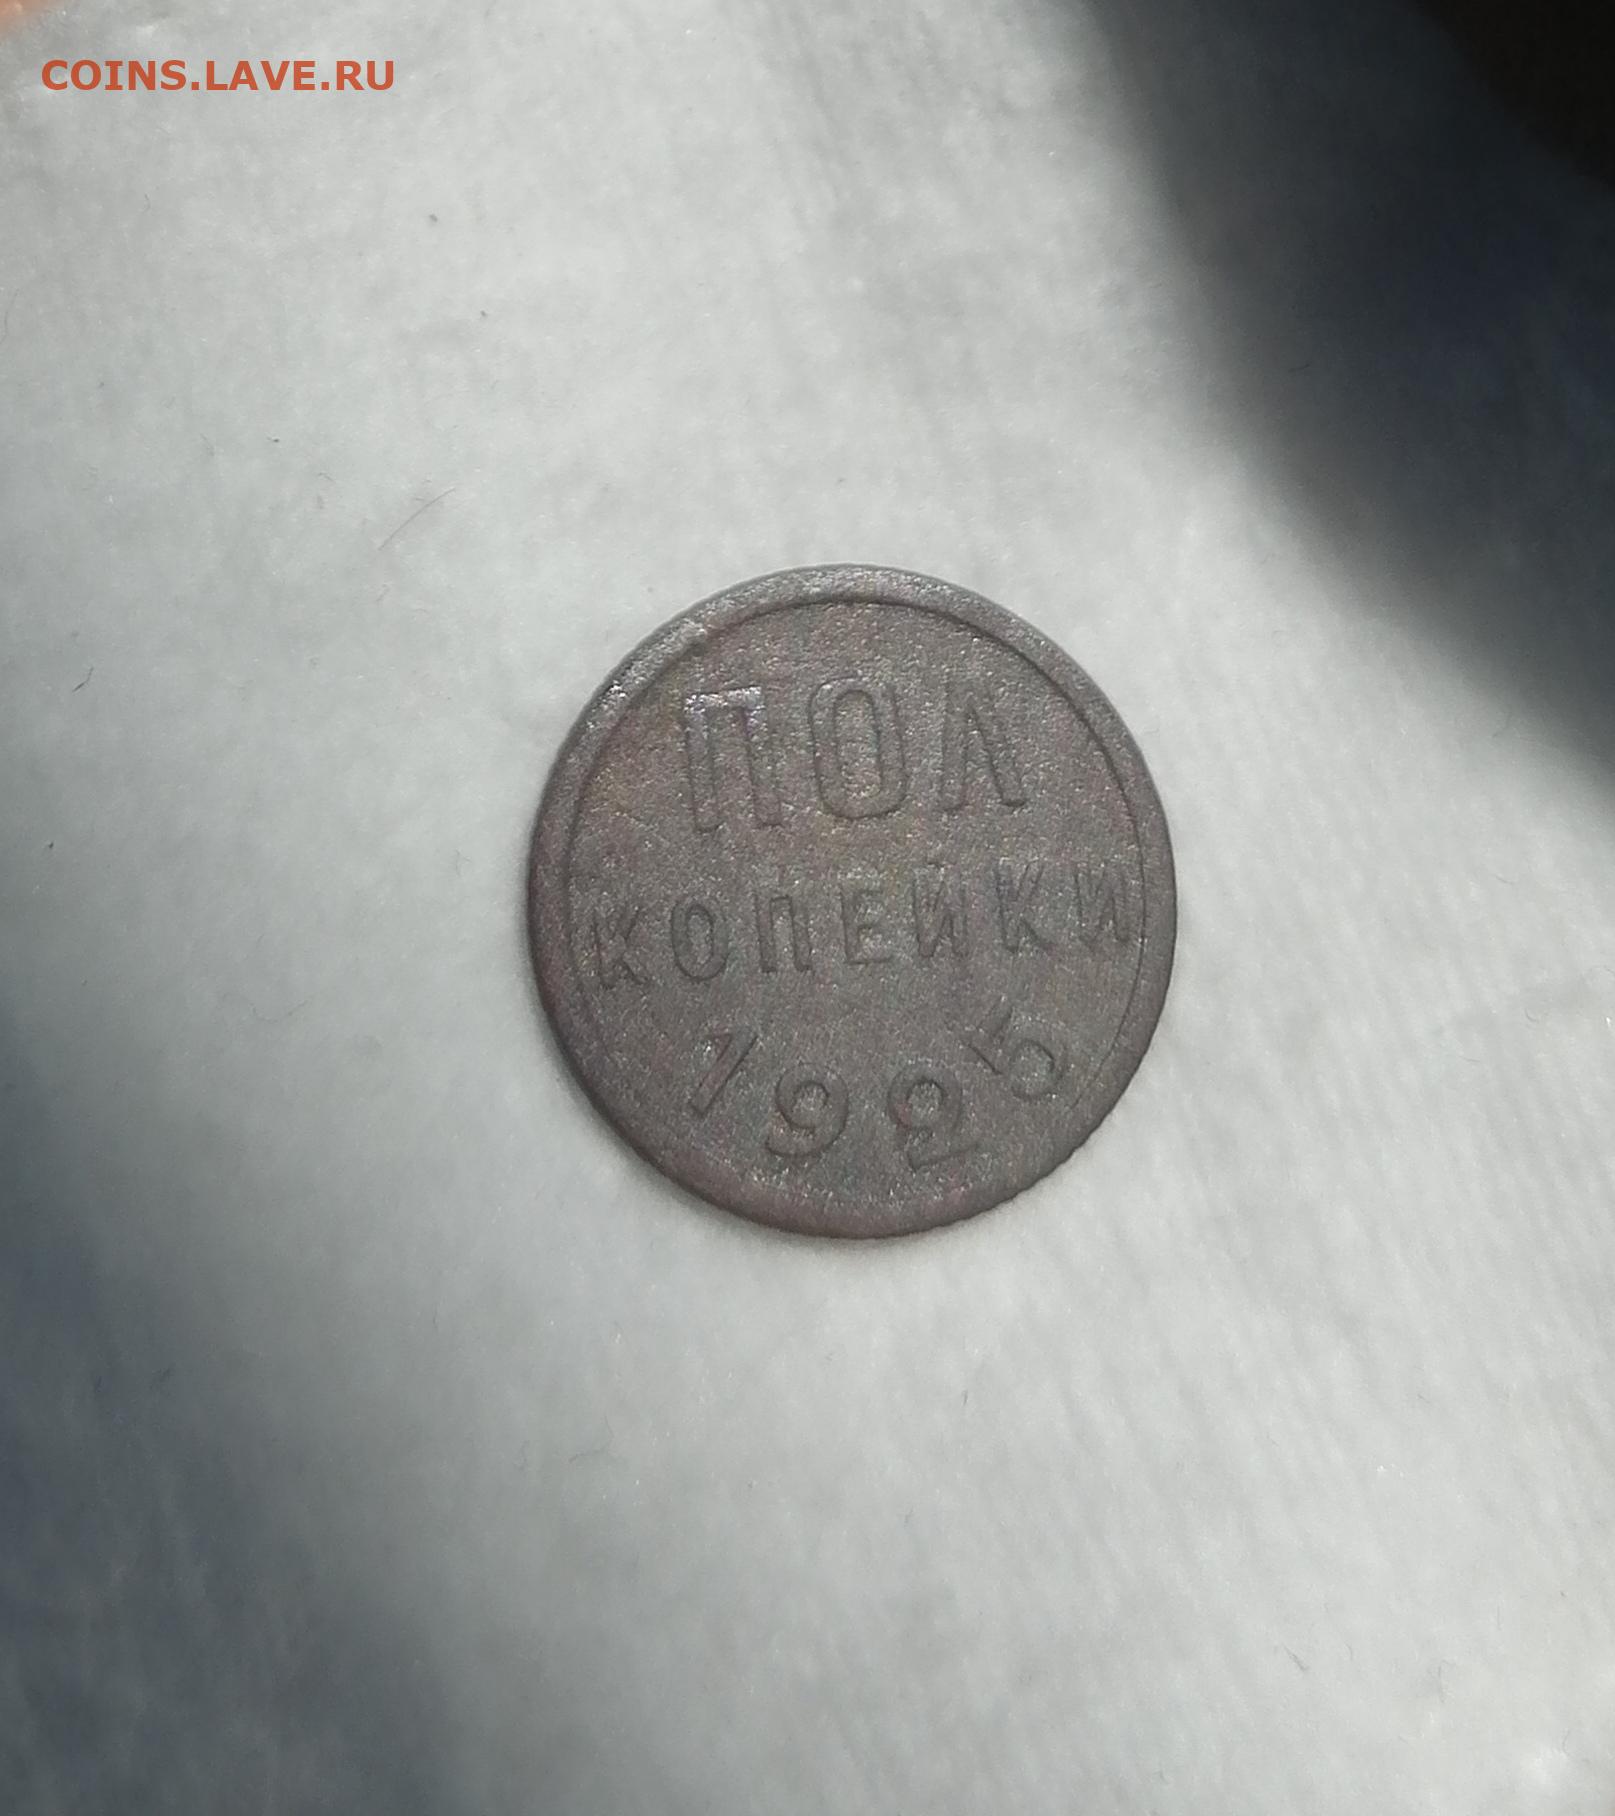 COINS.LAVE.RU
ПОЛ
КОПЕЙКИ
1925